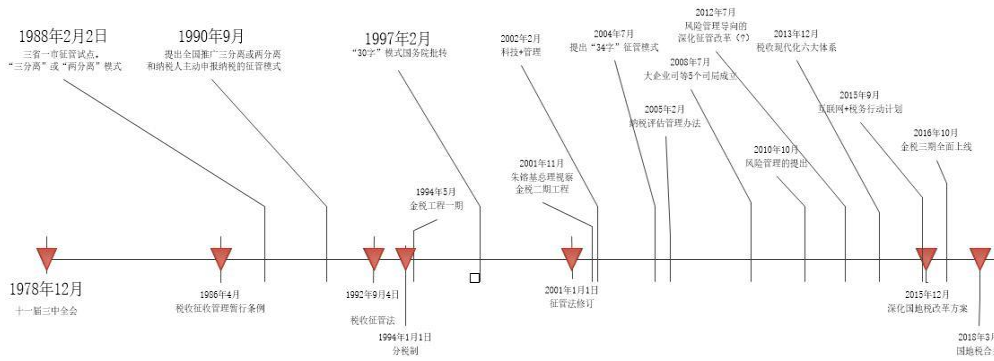 1988年2月2日
三省一市征管试点。
“三分离”或“两分离”模式
1990年9月
提出全国推广三分离或两分离
和纳税人主动申报纳税的征管模式
1997年2月
“30字”模式国务院批转
2002年2月
科技+管理
2004年7月
提出“34字”征管模式
2012年7月
风险管理导向的
深化征管改革（?）
2013年12月
税收现代化六大体系
2008年7月
大企业司等5个司局成立
2005年2月
纳税评估管理办法
2015年9月
互联网+税务行动计划
2016年10月
金税三期全面上线
2010年10月
风险管理的提出
2001年11月
朱镕基总理视察
金税二期工程
1994年5月
金税工程一期
1978年12月
十一届三中全会
1986年4月
税收征收管理暂行条例
1992年9月4日
税收征管法
1994年1月1日
分税制
2001年1月1日
征管法修订
2015年12月
深化国地税改革方案
2018年3月
国地税合